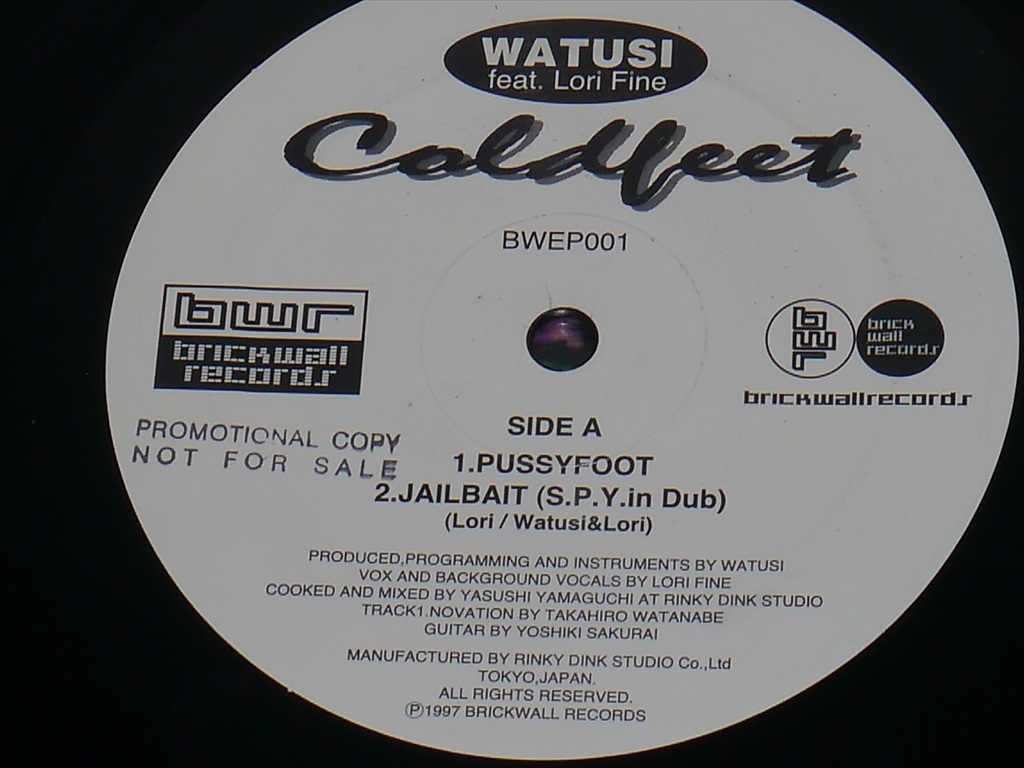 WATUSI
feat. Lori Fine
Coldfeet
BWEP001
bwr
brickwall
records
bwr
brick
wall
records
brickwallrecords
PROMOTIONAL COPY
NOT FOR SALE
SIDE A
1.PUSSYFOOT
2.JAILBAIT (S.P.Y.in Dub)
(Lori / Watusi&Lori)
PRODUCED,PROGRAMMING AND INSTRUMENTS BY WATUSI
VOX AND BACKGROUND VOCALS BY LORI FINE
COOKED AND MIXED BY YASUSHI YAMAGUCHI AT RINKY DINK STUDIO
TRACK1.NOVATION BY TAKAHIRO WATANABE
GUITAR BY YOSHIKI SAKURAI
MANUFACTURED BY RINKY DINK STUDIO Co.,Ltd
TOKYO,JAPAN.
ALL RIGHTS RESERVED.
Ⓟ1997 BRICKWALL RECORDS